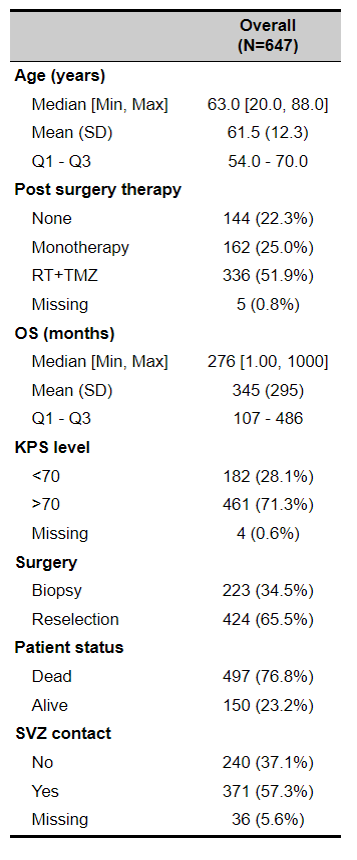 Overall
(N=647)
Age (years)
Median [Min, Max] 63.0 [20.0, 88.0]
Mean (SD) 61.5 (12.3)
Q1 - Q3 54.0 - 70.0
Post surgery therapy
None 144 (22.3%)
Monotherapy 162 (25.0%)
RT+TMZ 336 (51.9%)
Missing 5 (0.8%)
OS (months)
Median [Min, Max] 276 [1.00, 1000]
Mean (SD) 345 (295)
Q1 - Q3 107 - 486
KPS level
<70 182 (28.1%)
>70 461 (71.3%)
Missing 4 (0.6%)
Surgery
Biopsy 223 (34.5%)
Reselection 424 (65.5%)
Patient status
Dead 497 (76.8%)
Alive 150 (23.2%)
SVZ contact
No 240 (37.1%)
Yes 371 (57.3%)
Missing 36 (5.6%)